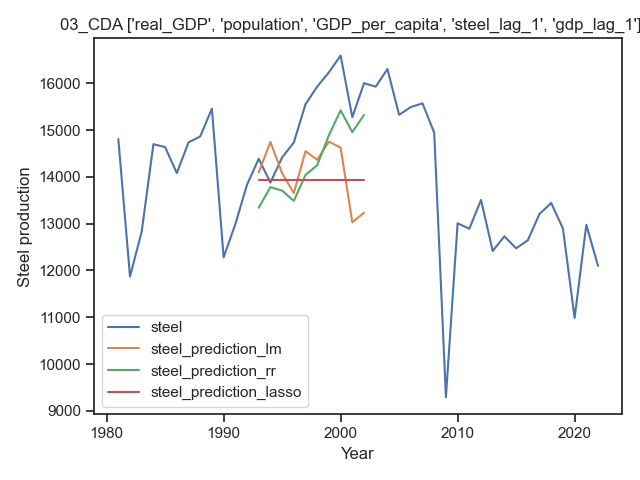 03_CDA ['real_GDP', 'population', 'GDP_per_capita', 'steel_lag_1', 'gdp_lag_1']
Steel production
16000
15000
14000
13000
12000
11000
10000
9000
steel
steel_prediction_lm
steel_prediction_rr
steel_prediction_lasso
1980
1990
2000
2010
2020
Year